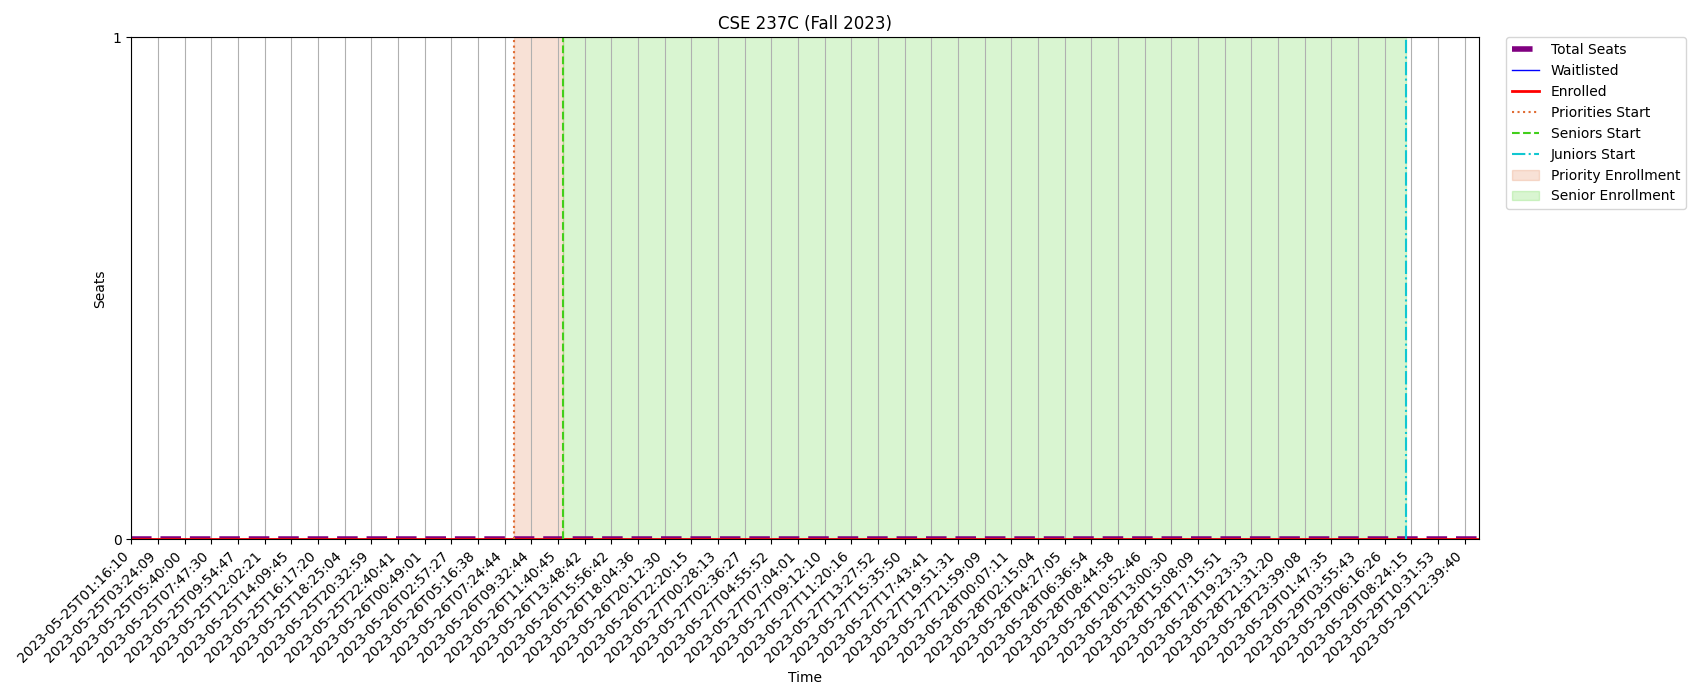 CSE 237C (Fall 2023)
1
0
Seats
2023-05-25T01:16:10
2023-05-25T03:24:09
2023-05-25T05:40:00
2023-05-25T07:47:30
2023-05-25T09:54:47
2023-05-25T12:02:21
2023-05-25T14:09:45
2023-05-25T16:17:20
2023-05-25T18:25:04
2023-05-25T20:32:59
2023-05-25T22:40:41
2023-05-26T00:49:01
2023-05-26T02:57:27
2023-05-26T05:16:38
2023-05-26T07:24:44
2023-05-26T09:32:44
2023-05-26T11:40:45
2023-05-26T13:48:42
2023-05-26T15:56:42
2023-05-26T18:04:36
2023-05-26T20:12:30
2023-05-26T22:20:15
2023-05-27T00:28:13
2023-05-27T02:36:27
2023-05-27T04:55:52
2023-05-27T07:04:01
2023-05-27T09:12:10
2023-05-27T11:20:16
2023-05-27T13:27:52
2023-05-27T15:35:50
2023-05-27T17:43:41
2023-05-27T19:51:31
2023-05-27T21:59:09
2023-05-28T00:07:11
2023-05-28T02:15:04
2023-05-28T04:27:05
2023-05-28T06:36:54
2023-05-28T08:44:58
2023-05-28T10:52:46
2023-05-28T13:00:30
2023-05-28T15:08:09
2023-05-28T17:15:51
2023-05-28T19:23:33
2023-05-28T21:31:20
2023-05-28T23:39:08
2023-05-29T01:47:35
2023-05-29T03:55:43
2023-05-29T06:16:26
2023-05-29T08:24:15
2023-05-29T10:31:53
2023-05-29T12:39:40
Time
Total Seats
Waitlisted
Enrolled
Priorities Start
Seniors Start
Juniors Start
Priority Enrollment
Senior Enrollment